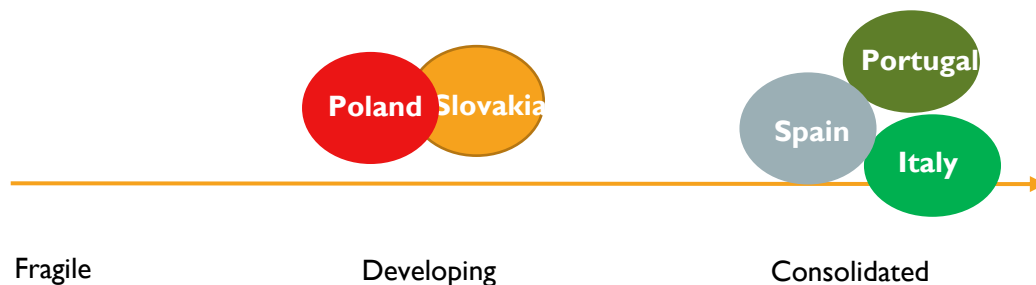 Portugal
Poland
Slovakia
Spain
Italy
Fragile
Developing
Consolidated